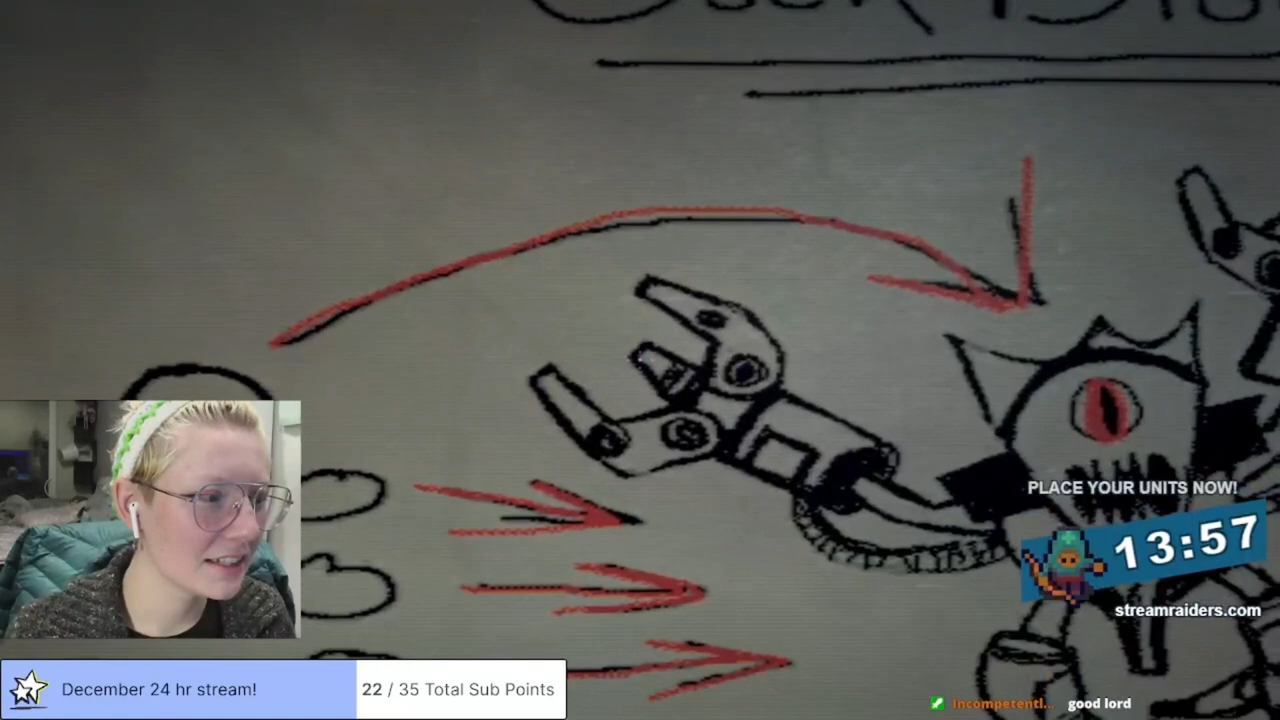 PLACE YOUR UNITS NOW!
13:57
streamraiders.com
December 24 hr stream!
22 / 35 Total Sub Points
Incompetentl... good lord